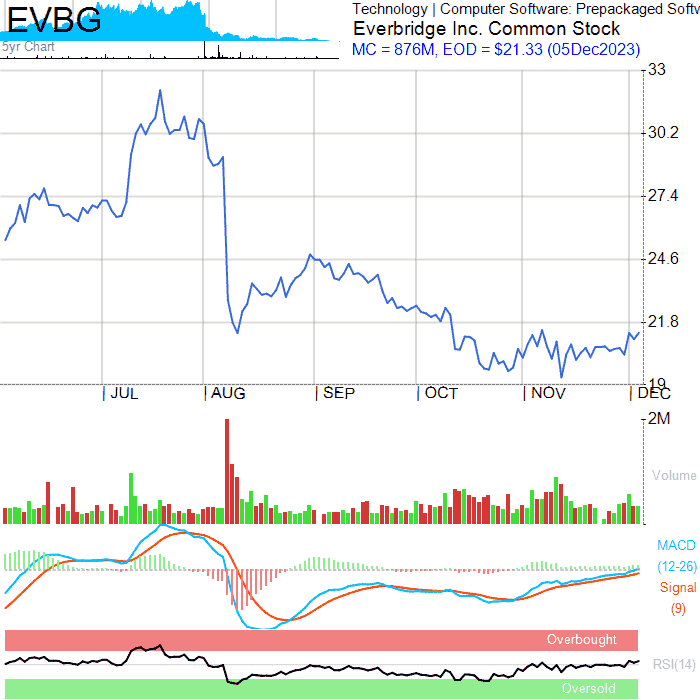 EVBG
5yr Chart
Technology | Computer Software: Prepackaged Softw
Everbridge Inc. Common Stock
MC = 876M, EOD = $21.33 (05Dec2023)
33
30.2
27.4
24.6
21.8
19
| JUL | AUG | SEP | OCT | NOV | DEC
2M
Volume
MACD
(12-26)
Signal
(9)
Overbought
RSI(14)
Oversold